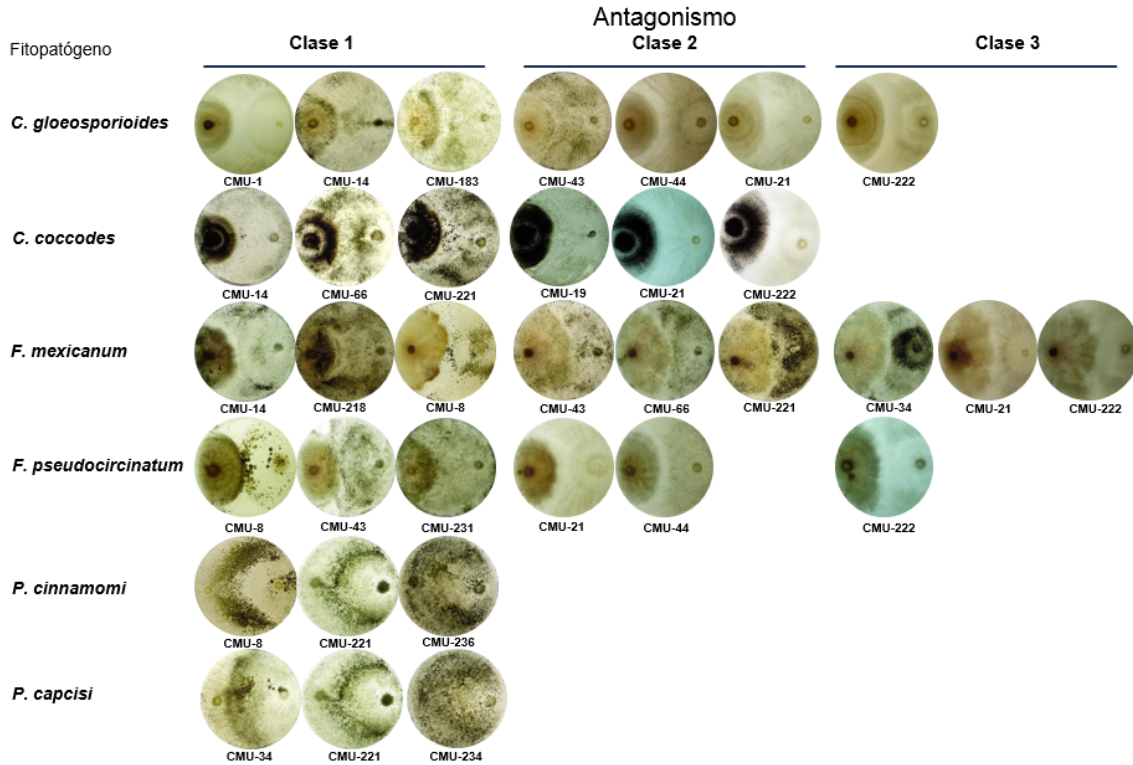 Antagonismo
Fitopatógeno
Clase 1
Clase 2
Clase 3
C. gloeosporioides
CMU-1 CMU-14 CMU-183 CMU-43 CMU-44 CMU-21 CMU-222
C. coccodes
CMU-14 CMU-66 CMU-221 CMU-19 CMU-21 CMU-222
F. mexicanum
CMU-14 CMU-218 CMU-8 CMU-43 CMU-66 CMU-221 CMU-34 CMU-21 CMU-222
F. pseudocircinatum
CMU-8 CMU-43 CMU-231 CMU-21 CMU-44 CMU-222
P. cinnamomi
CMU-8 CMU-221 CMU-236
P. capcisi
CMU-34 CMU-221 CMU-234